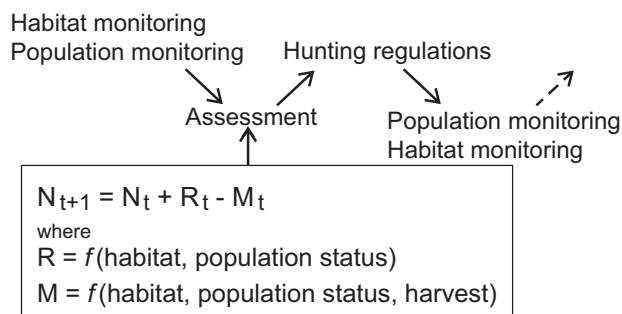 Habitat monitoring
Population monitoring
Hunting regulations
Assessment
Population monitoring
Habitat monitoring
N t+1 = N t + R t - M t
where
R = f(habitat, population status)
M = f(habitat, population status, harvest)